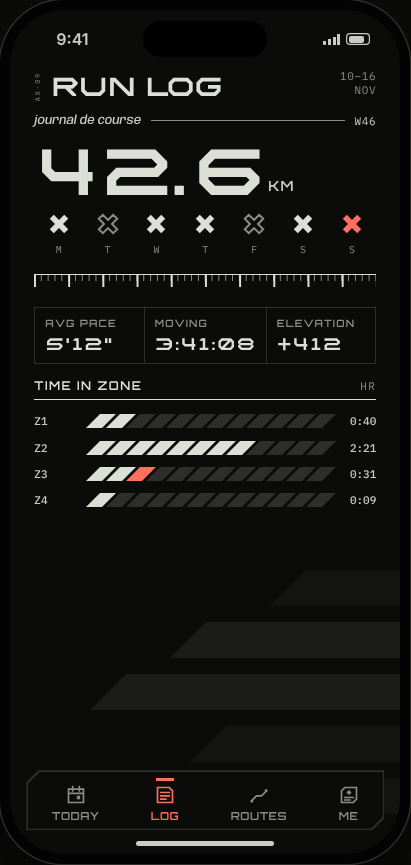 9:41
AX-09
RUN LOG
10–16
NOV
journal de course
W46
42.6 KM
M T W T F S S
AVG PACE MOVING ELEVATION
5'12" 3:41:08 +412
TIME IN ZONE HR
Z1 0:40
Z2 2:21
Z3 0:31
Z4 0:09
TODAY LOG ROUTES ME